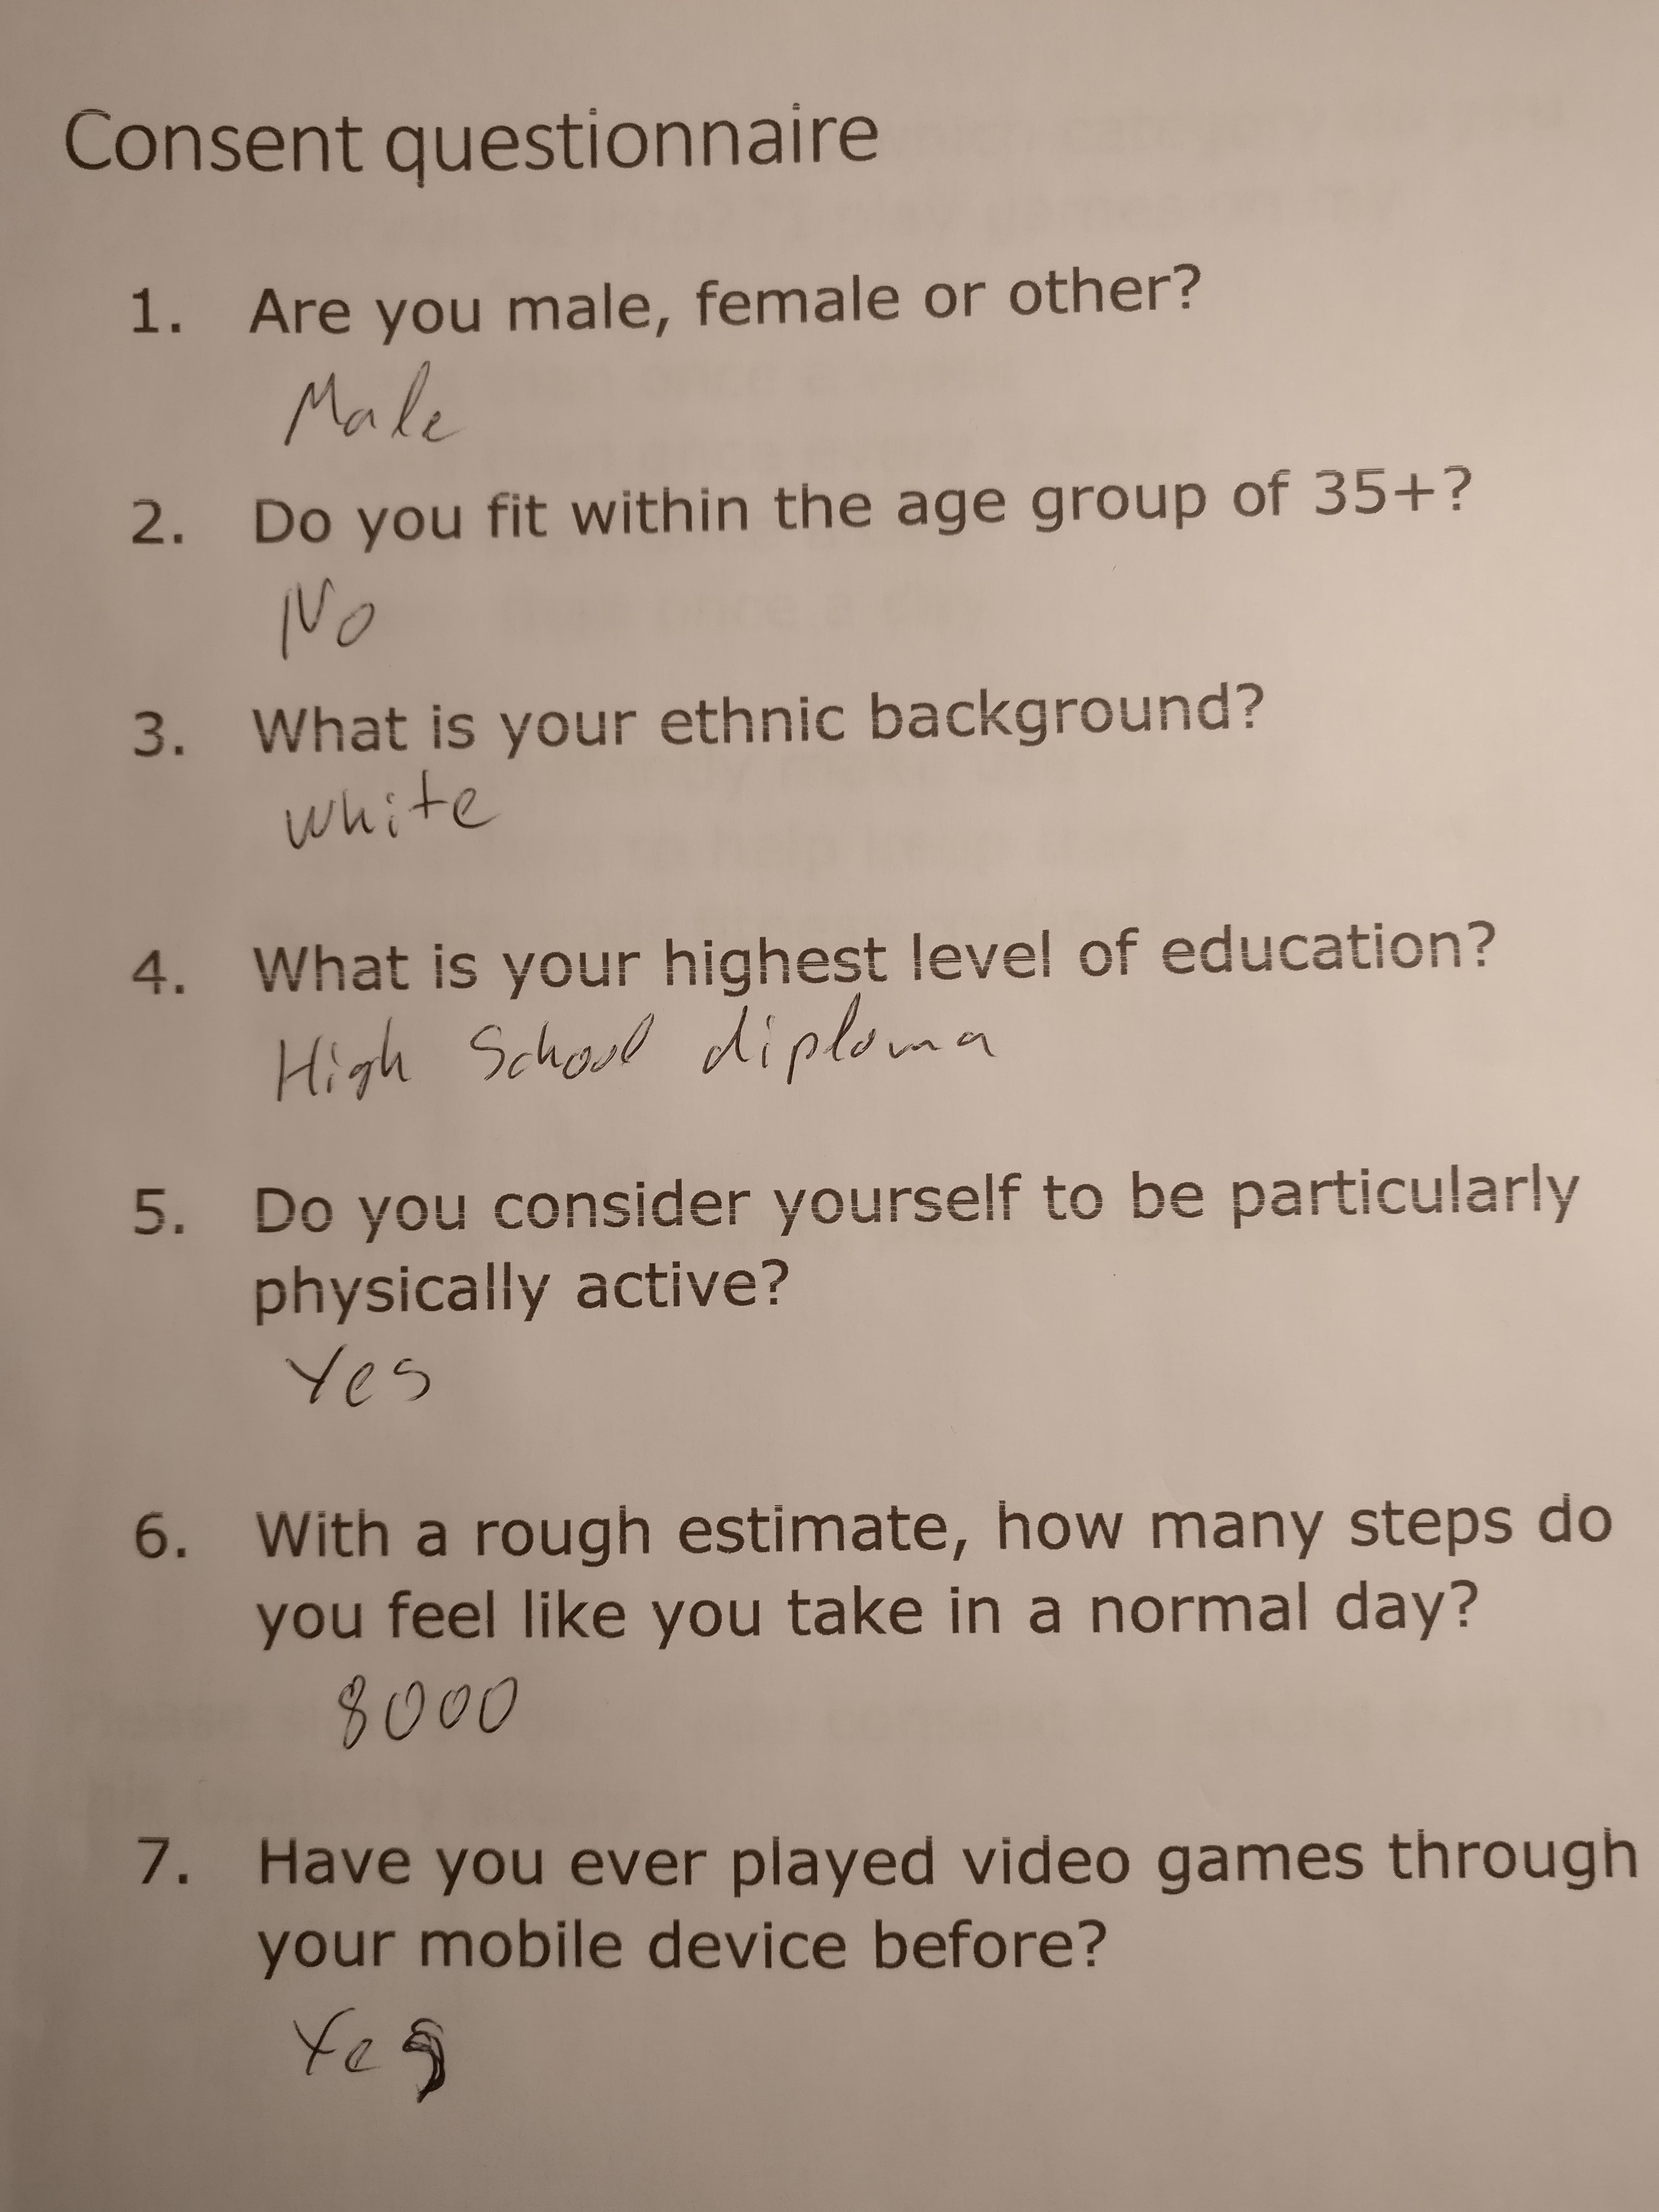 Consent questionnaire
1. Are you male, female or other?
Male
2. Do you fit within the age group of 35+?
No
3. What is your ethnic background?
white
4. What is your highest level of education?
High School diploma
5. Do you consider yourself to be particularly
physically active?
Yes
6. With a rough estimate, how many steps do
you feel like you take in a normal day?
8000
7. Have you ever played video games through
your mobile device before?
Yes